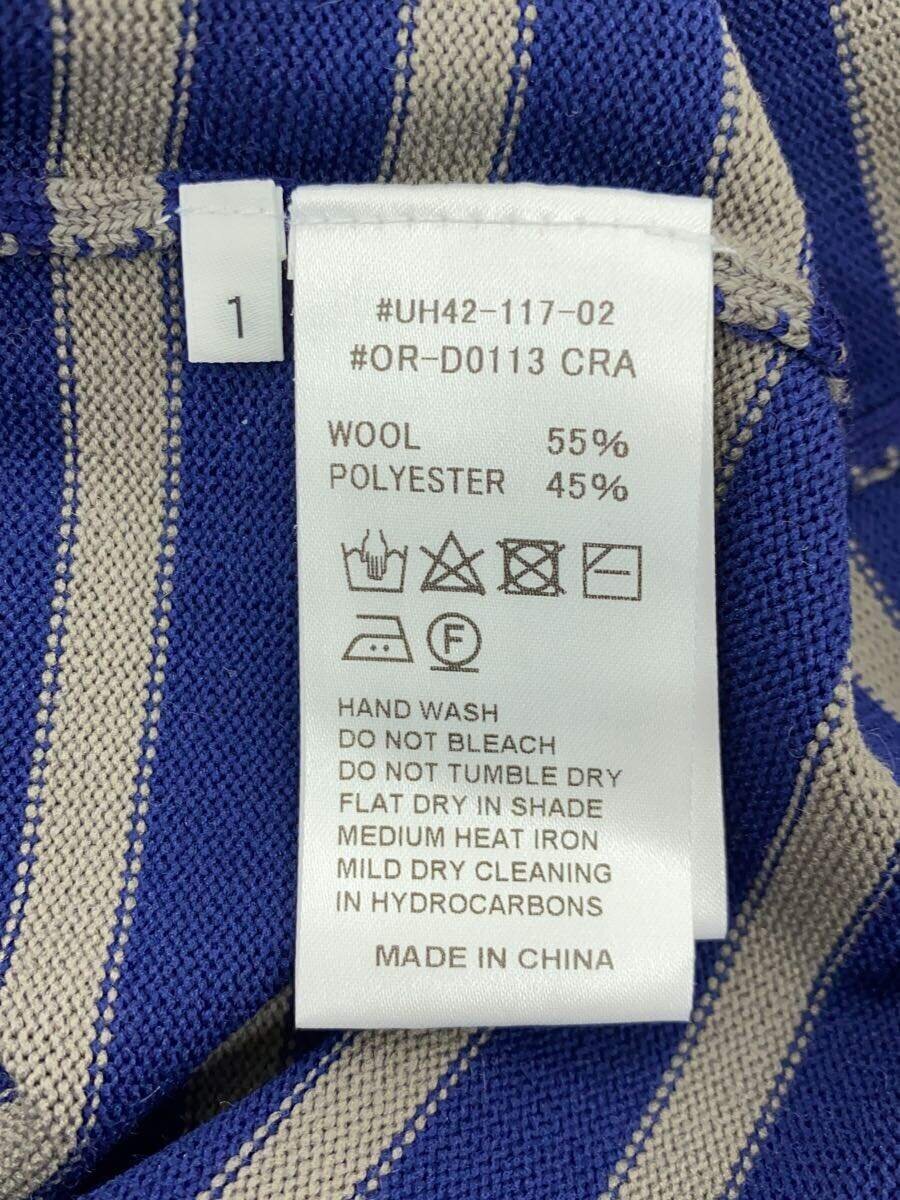 1
#UH42-117-02
#OR-D0113 CRA
WOOL 55%
POLYESTER 45%
F
HAND WASH
DO NOT BLEACH
DO NOT TUMBLE DRY
FLAT DRY IN SHADE
MEDIUM HEAT IRON
MILD DRY CLEANING
IN HYDROCARBONS
MADE IN CHINA